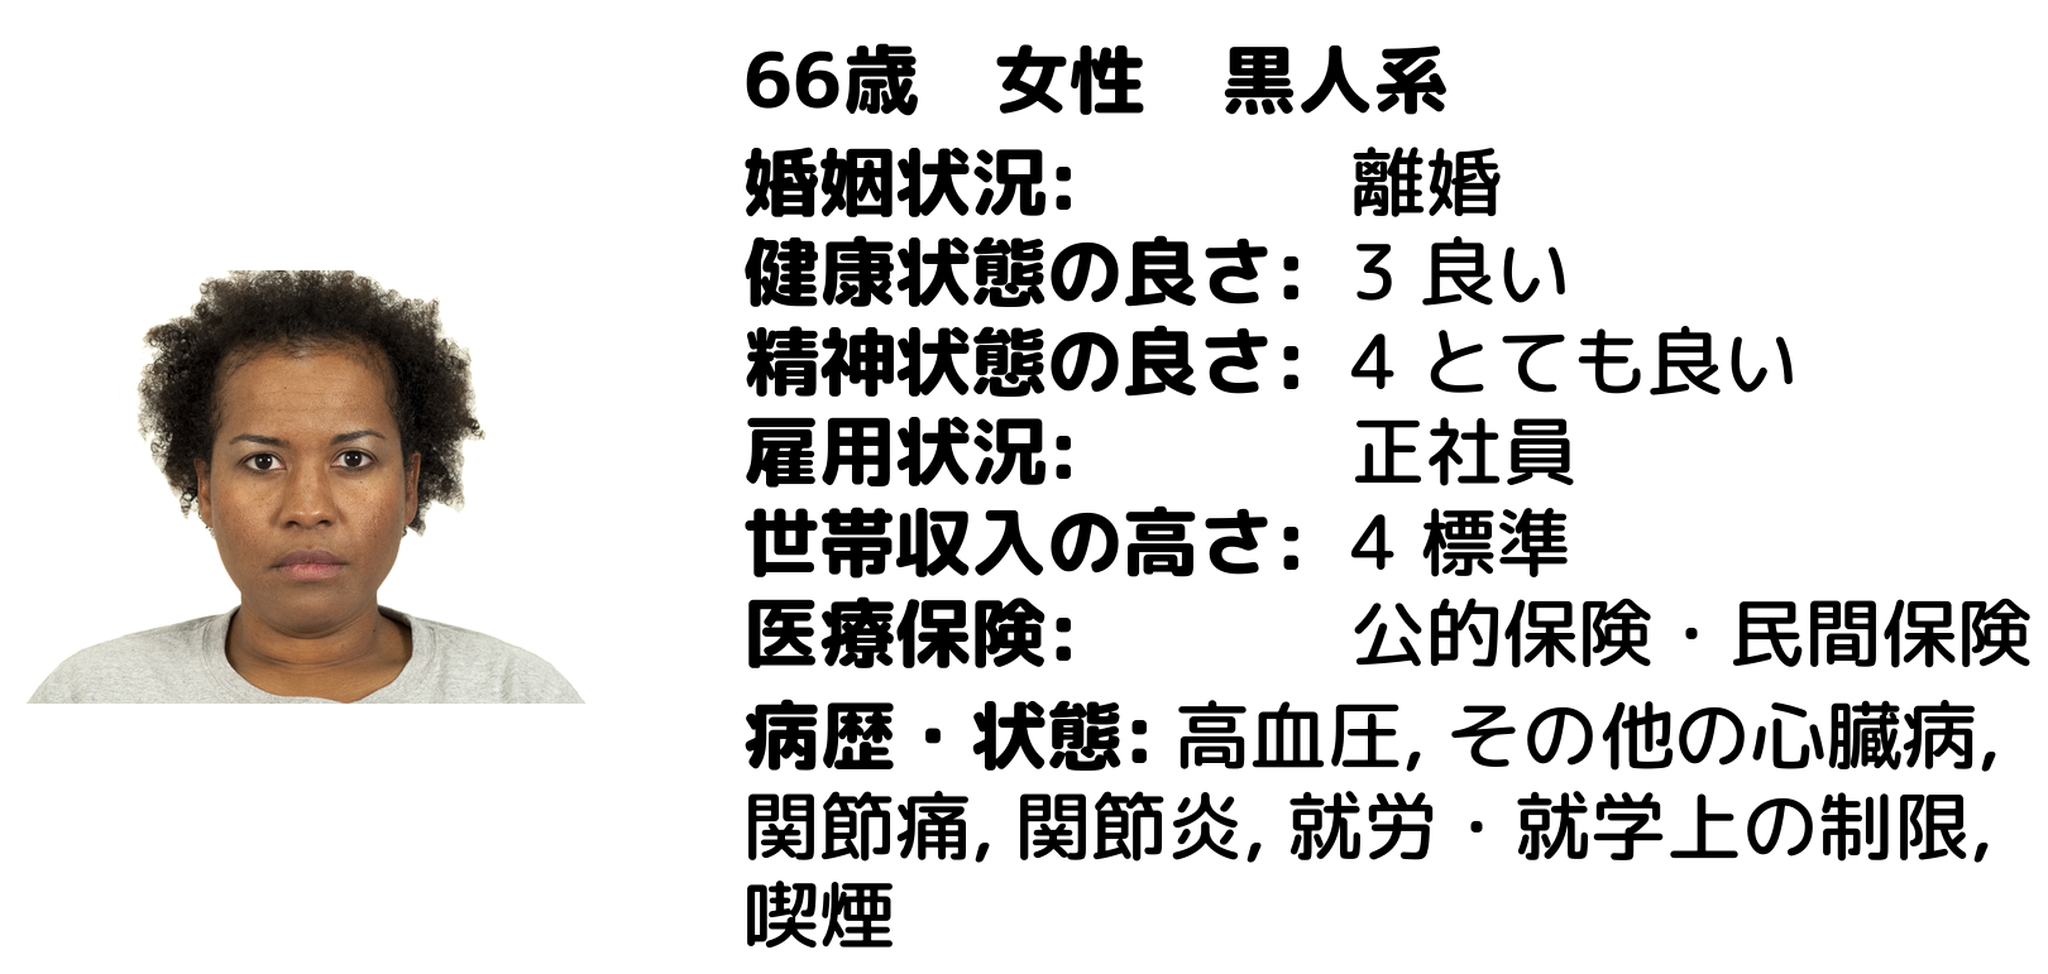 66歳　女性　黒人系
婚姻状況: 離婚
健康状態の良さ: 3 良い
精神状態の良さ: 4 とても良い
雇用状況: 正社員
世帯収入の高さ: 4 標準
医療保険: 公的保険・民間保険
病歴・状態: 高血圧, その他の心臓病,
関節痛, 関節炎, 就労・就学上の制限,
喫煙